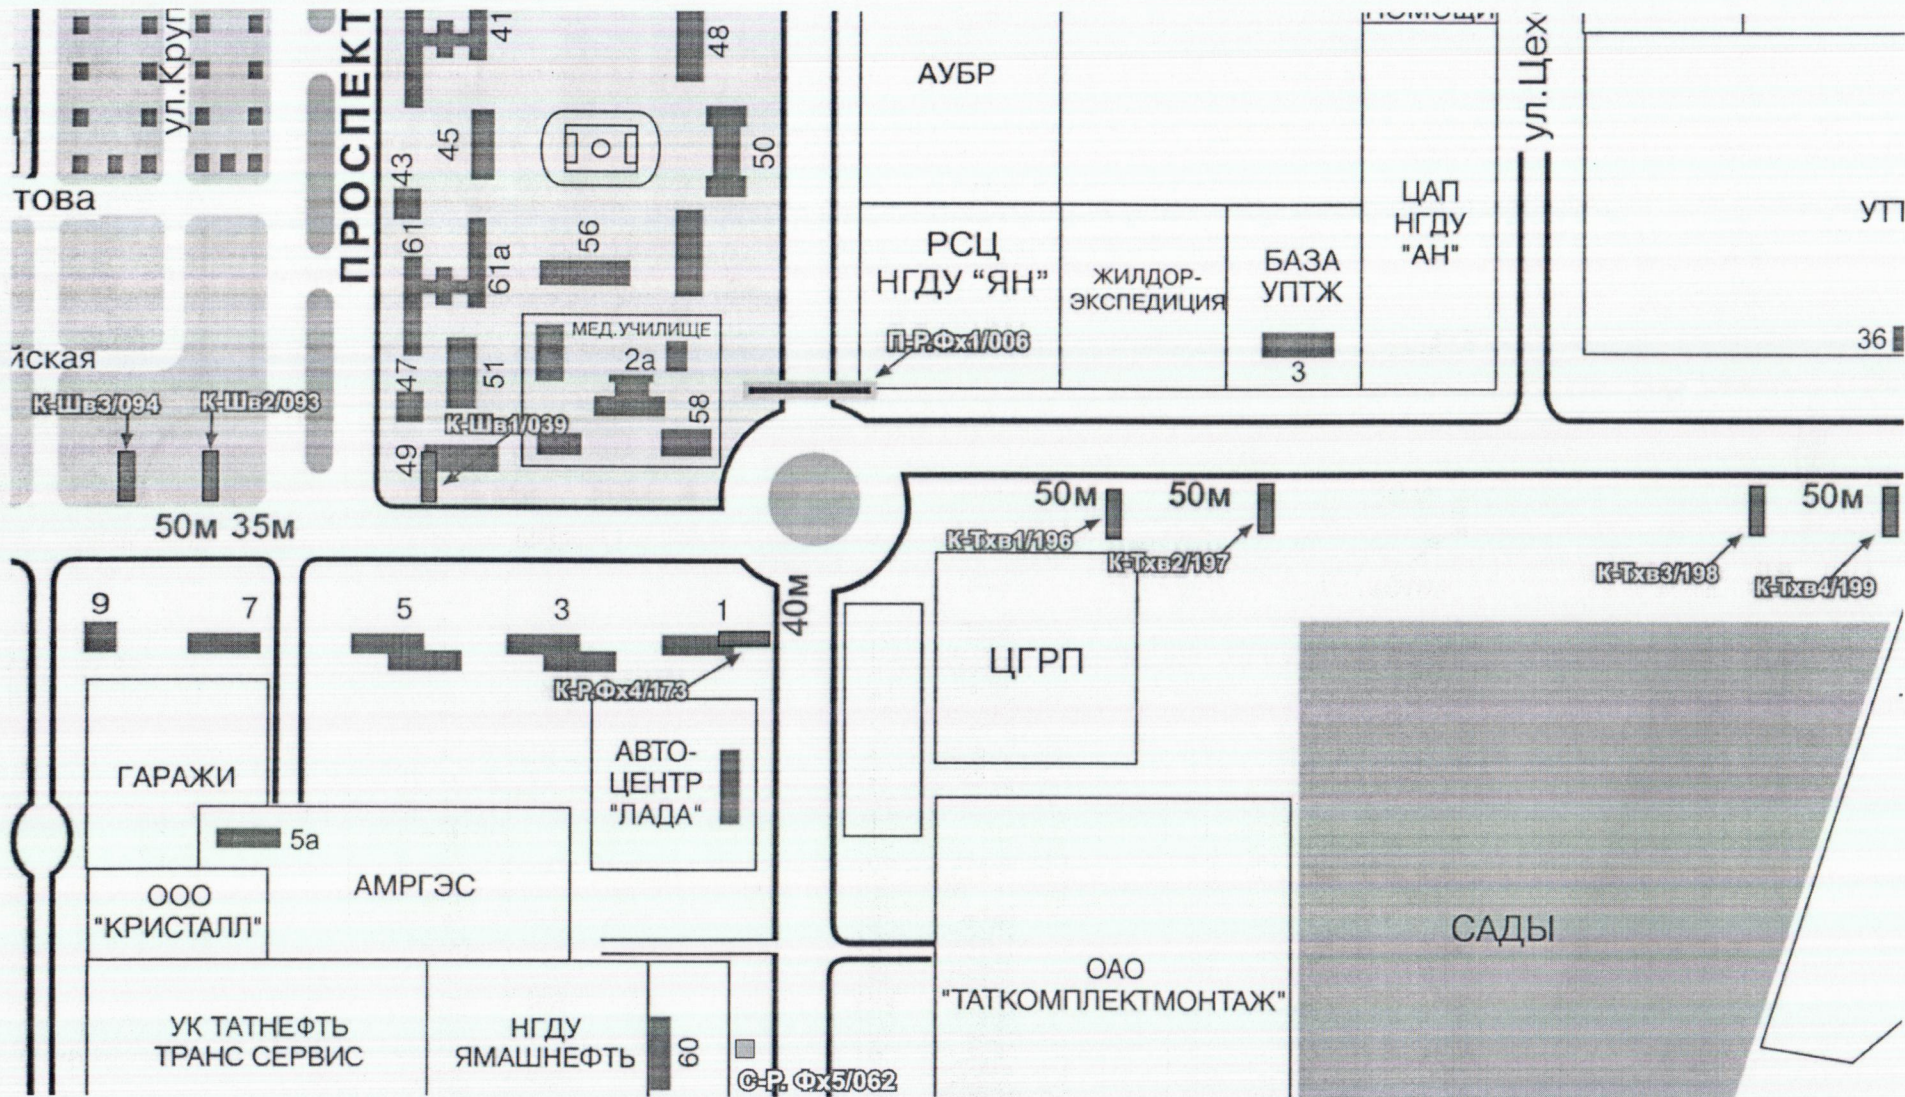 ул.Круп
ПРОСПЕКТ
41
48
ПОМОЩИ
ул.Цех
АУБР
45
43
50
това
ЦАП
НГДУ
"АН"
61
61а
56
РСЦ
НГДУ "ЯН"
ЖИЛДОР-
ЭКСПЕДИЦИЯ
БАЗА
УПТЖ
3
36
МЕД.УЧИЛИЩЕ
2а
йская
47
51
58
49
П-Р.Фх1/006
К-Шв3/094
К-Шв2/093
К-Шв1/039
50м 35м
50м
50м
50м
К-Тхв1/196
К-Тхв2/197
К-Тхв3/198
К-Тхв4/199
9
7
5
3
1
40м
К-Р.Фх4/173
ЦГРП
ГАРАЖИ
АВТО-
ЦЕНТР
"ЛАДА"
5а
АМРГЭС
ООО
"КРИСТАЛЛ"
САДЫ
ОАО
"ТАТКОМПЛЕКТМОНТАЖ"
УК ТАТНЕФТЬ
ТРАНС СЕРВИС
НГДУ
ЯМАШНЕФТЬ
60
С-Р. Фх5/062